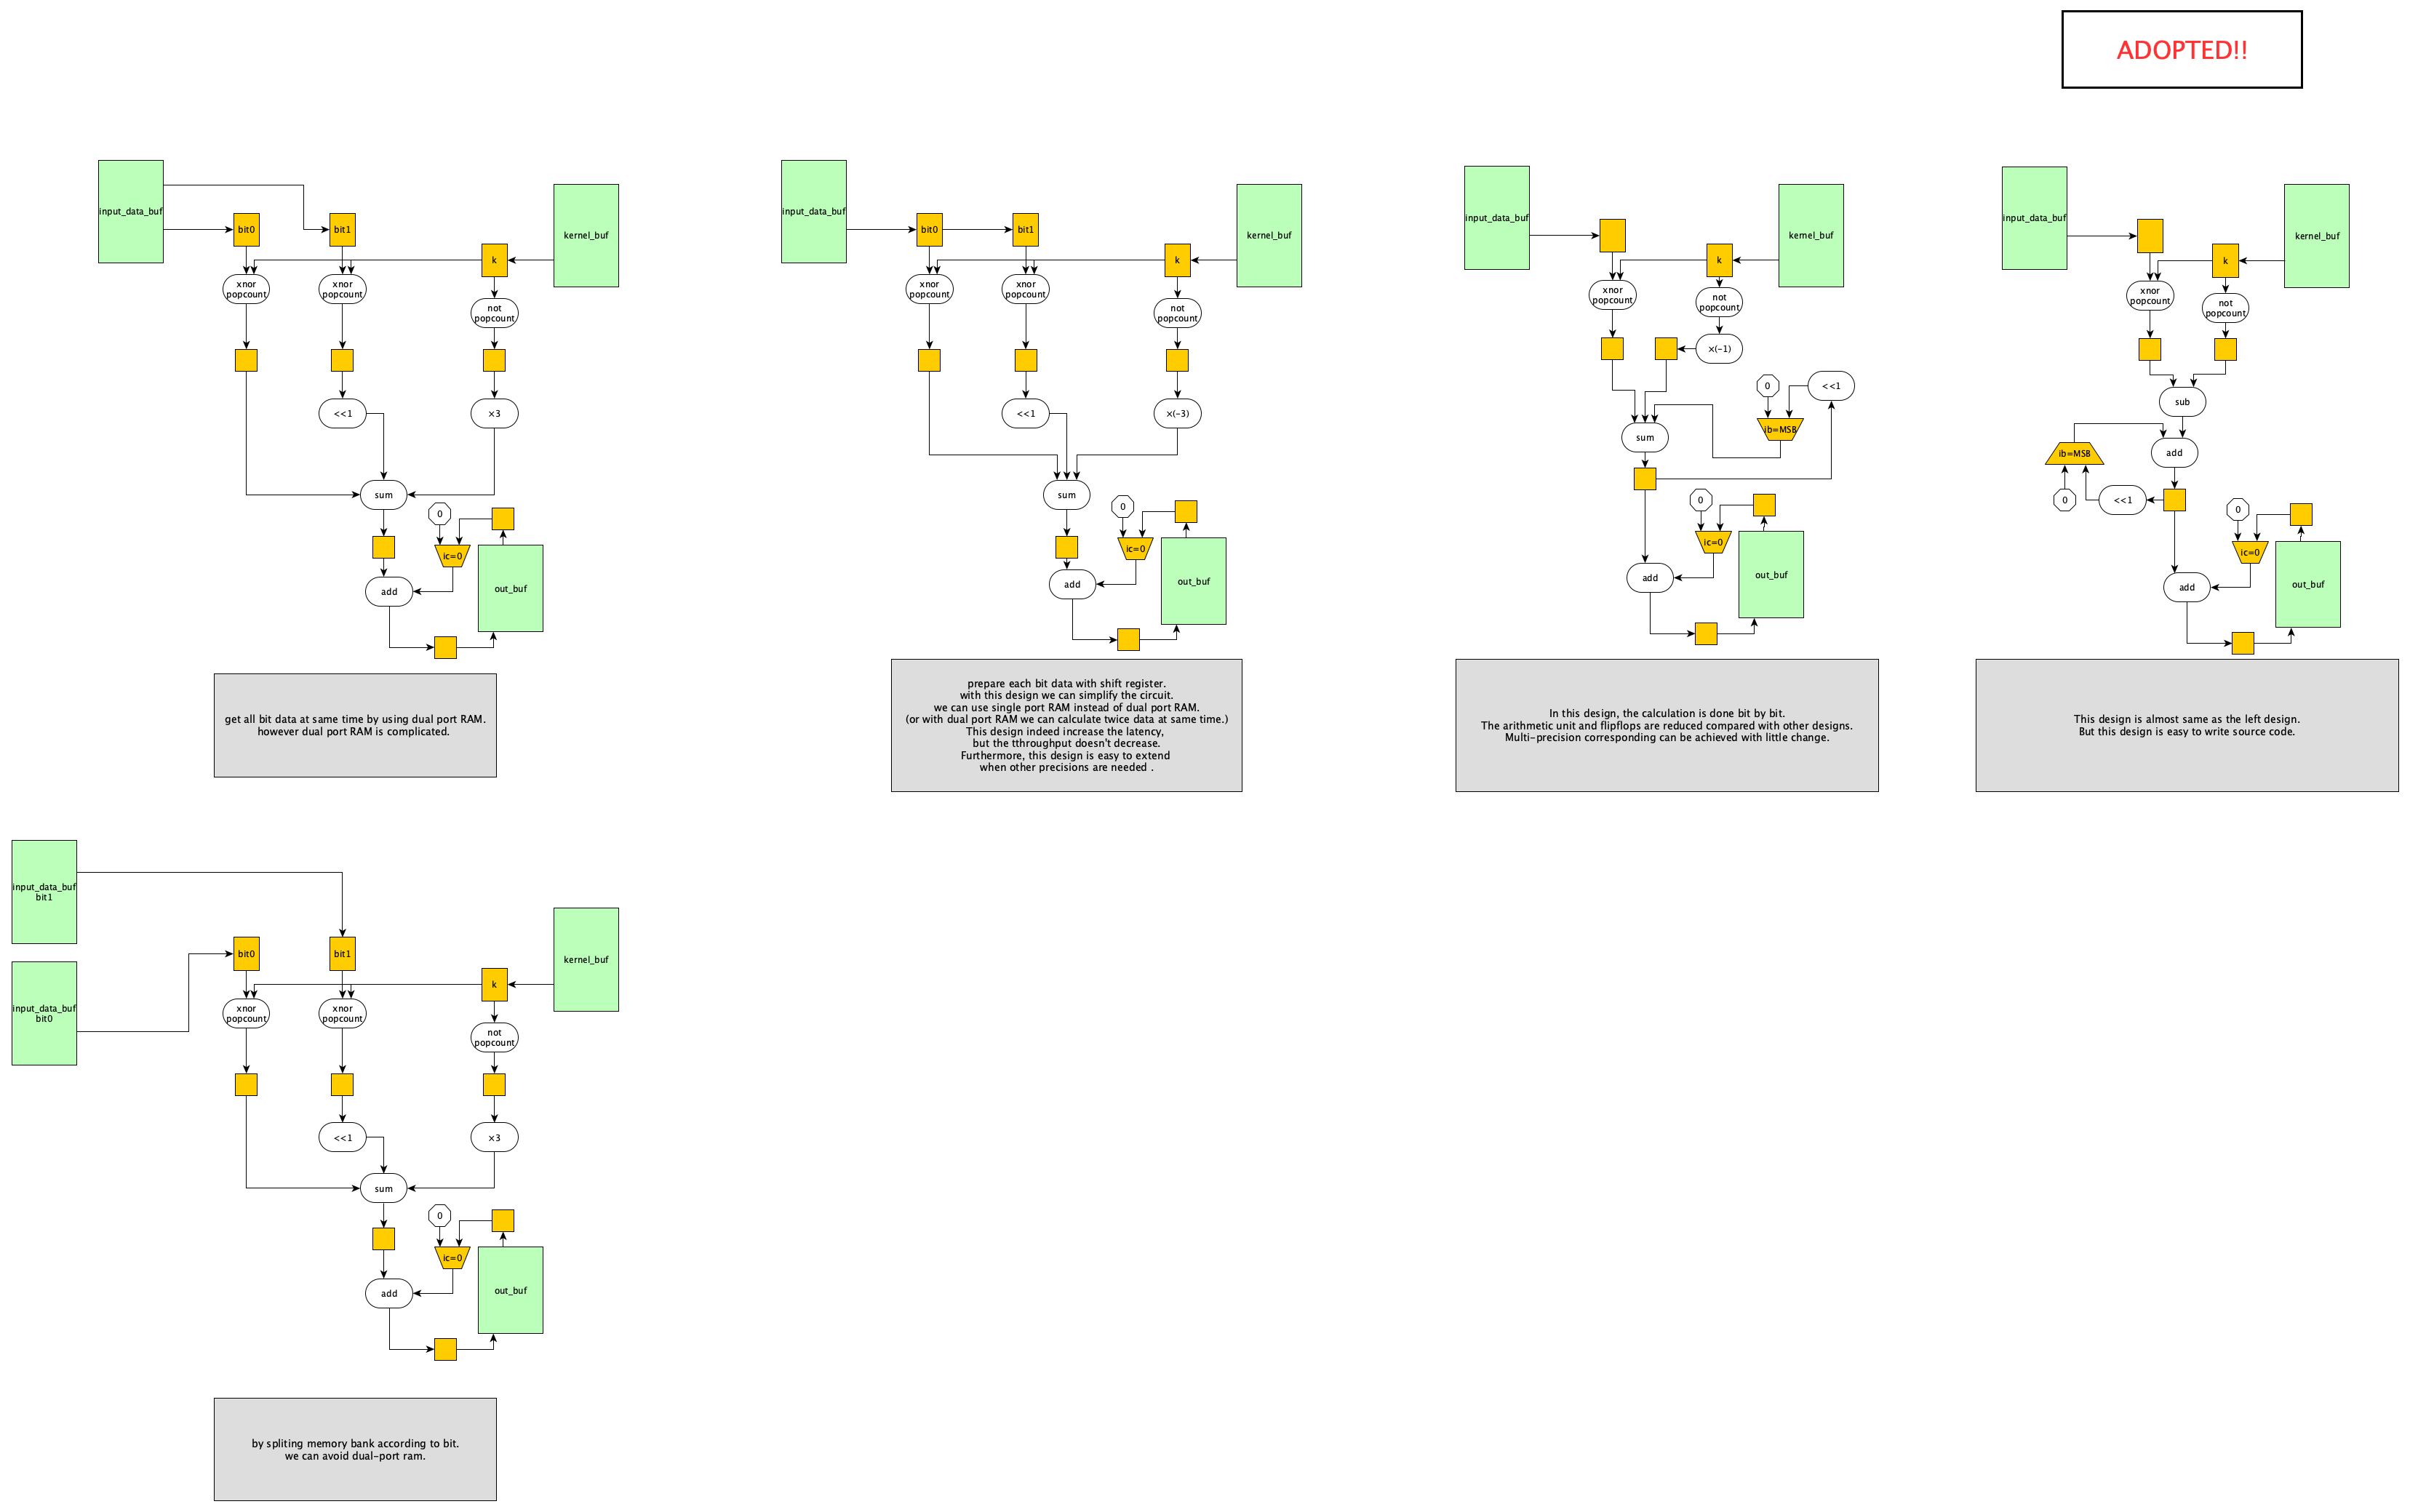 ADOPTED!!
input_data_buf
bit0
bit1
k
kernel_buf
xnor
popcount
xnor
popcount
not
popcount
<<1
×3
sum
0
ic=0
add
out_buf
get all bit data at same time by using dual port RAM.
however dual port RAM is complicated.
input_data_buf
bit0
bit1
k
kernel_buf
xnor
popcount
xnor
popcount
not
popcount
<<1
×(-3)
sum
0
ic=0
add
out_buf
prepare each bit data with shift register.
with this design we can simplify the circuit.
we can use single port RAM instead of dual port RAM.
(or with dual port RAM we can calculate twice data at same time.)
This design indeed increase the latency,
but the tthroughput doesn't decrease.
Furthermore, this design is easy to extend
when other precisions are needed .
input_data_buf
k
kernel_buf
xnor
popcount
not
popcount
×(-1)
0
<<1
ib=MSB
sum
0
ic=0
add
out_buf
In this design, the calculation is done bit by bit.
The arithmetic unit and flipflops are reduced compared with other designs.
Multi-precision corresponding can be achieved with little change.
input_data_buf
k
kernel_buf
xnor
popcount
not
popcount
sub
add
ib=MSB
0
<<1
0
ic=0
add
out_buf
This design is almost same as the left design.
But this design is easy to write source code.
input_data_buf
bit1
input_data_buf
bit0
bit0
bit1
k
kernel_buf
xnor
popcount
xnor
popcount
not
popcount
<<1
×3
sum
0
ic=0
add
out_buf
by spliting memory bank according to bit.
we can avoid dual-port ram.